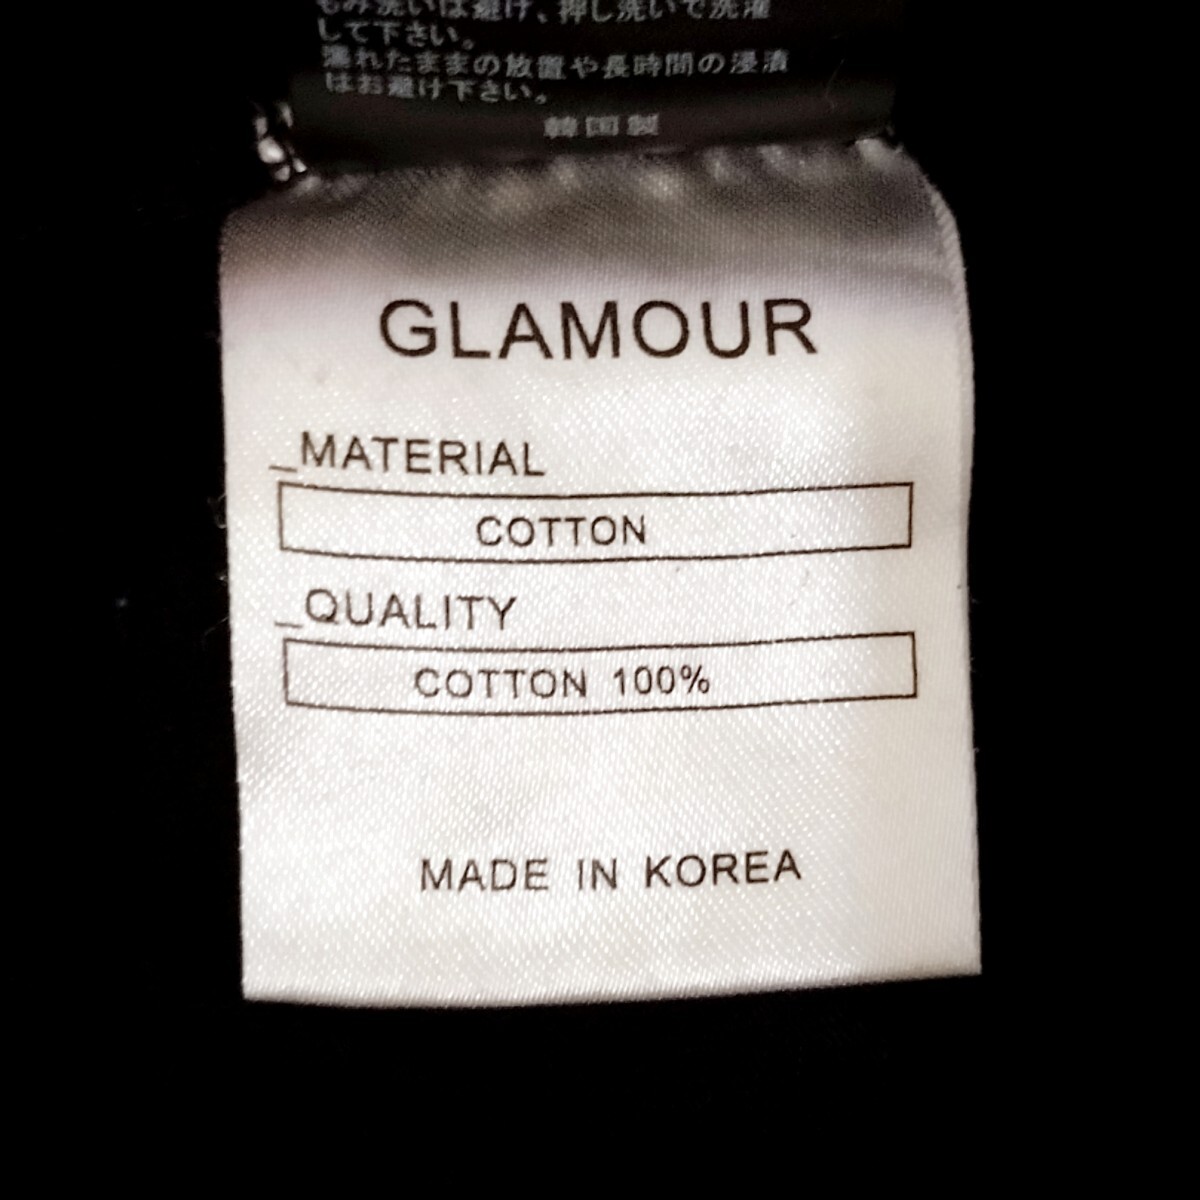 もみ洗いは避け、押し洗いで洗濯
して下さい。
濡れたままの放置や長時間の浸漬
はお避け下さい。
韓国製
GLAMOUR
_MATERIAL
COTTON
_QUALITY
COTTON 100%
MADE IN KOREA